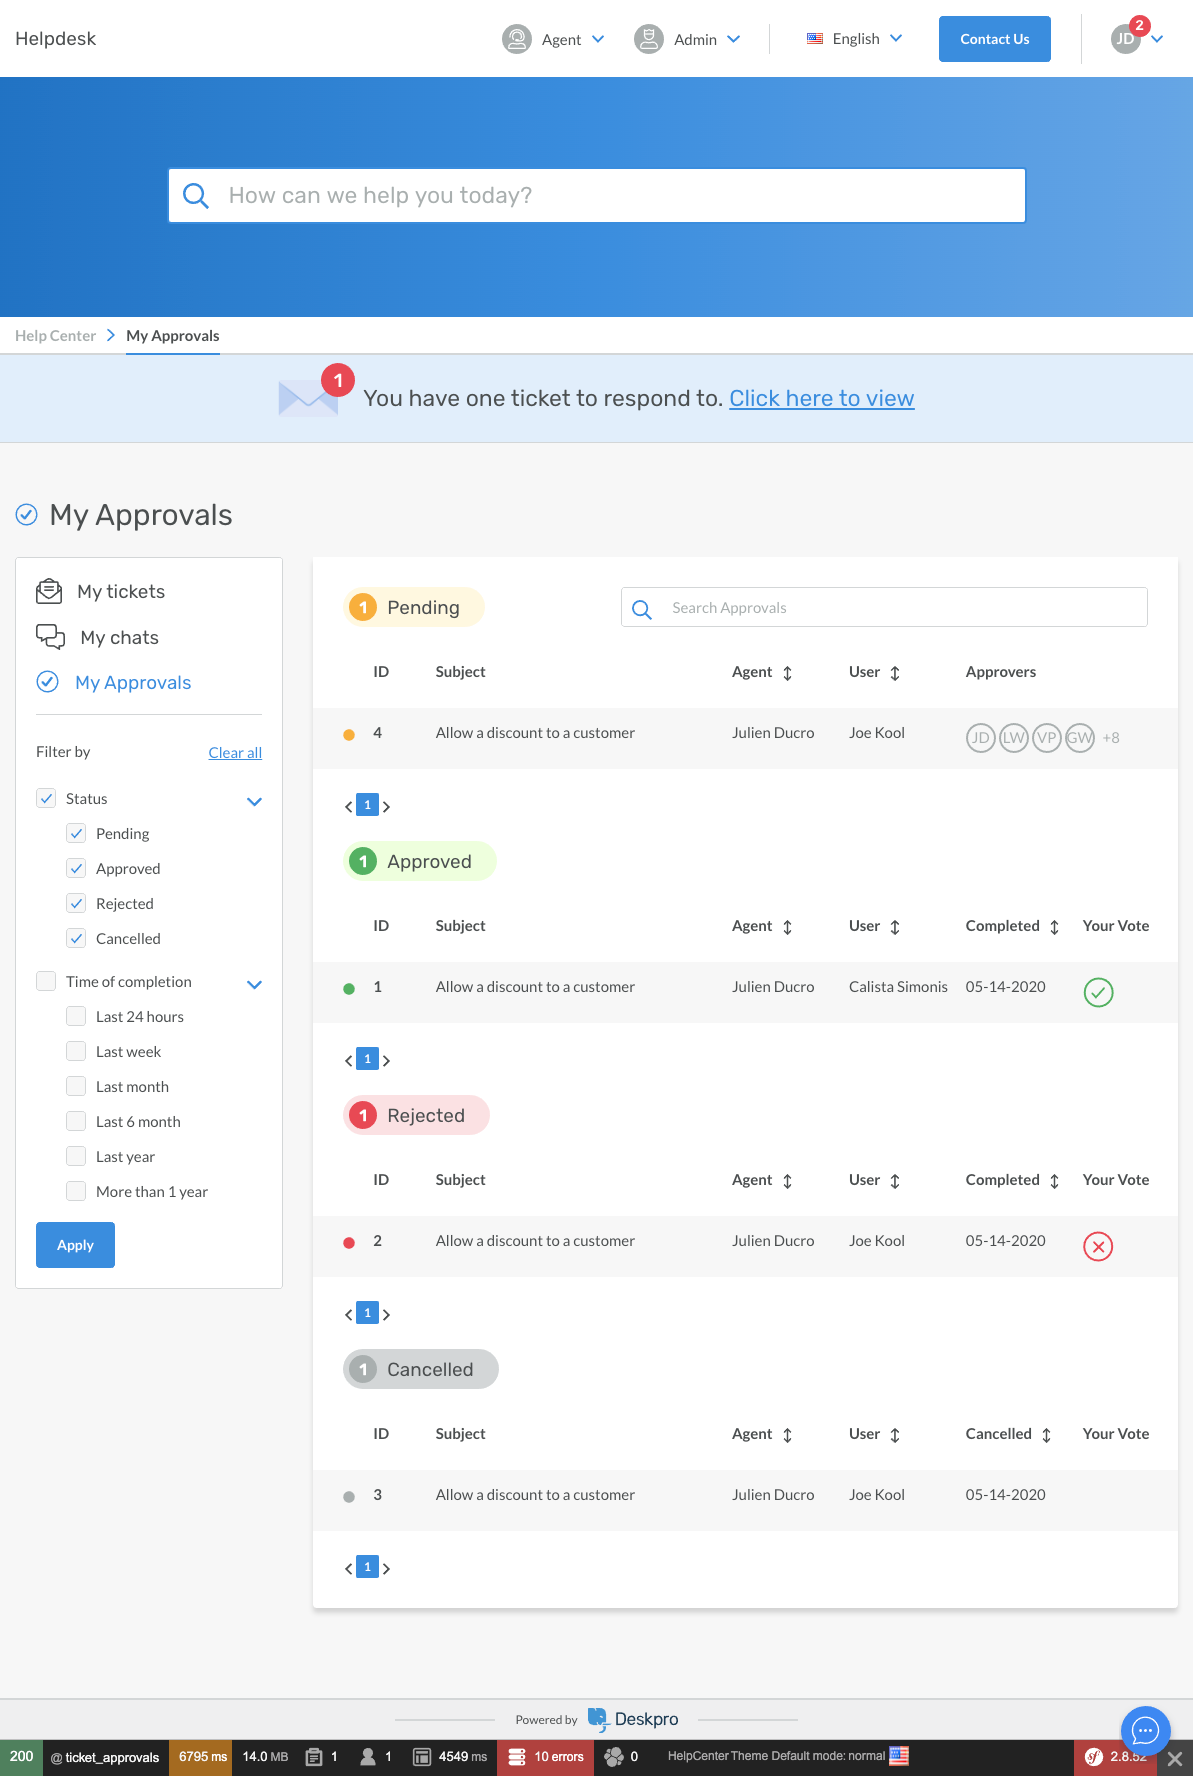 Helpdesk
Agent
Admin
English
Contact Us
JD
2
How can we help you today?
Help Center
My Approvals
1
You have one ticket to respond to. Click here to view
My Approvals
My tickets
My chats
My Approvals
Filter by
Clear all
Status
Pending
Approved
Rejected
Cancelled
Time of completion
Last 24 hours
Last week
Last month
Last 6 month
Last year
More than 1 year
Apply
1 Pending
Search Approvals
ID Subject Agent User Approvers
4 Allow a discount to a customer Julien Ducro Joe Kool JD LW VP GW +8
1
1 Approved
ID Subject Agent User Completed Your Vote
1 Allow a discount to a customer Julien Ducro Calista Simonis 05-14-2020
1
1 Rejected
ID Subject Agent User Completed Your Vote
2 Allow a discount to a customer Julien Ducro Joe Kool 05-14-2020
1
1 Cancelled
ID Subject Agent User Cancelled Your Vote
3 Allow a discount to a customer Julien Ducro Joe Kool 05-14-2020
1
Powered by Deskpro
200 @ ticket_approvals 6795 ms 14.0 MB 1 1 4549 ms 10 errors 0 HelpCenter Theme Default mode: normal sf 2.8.52